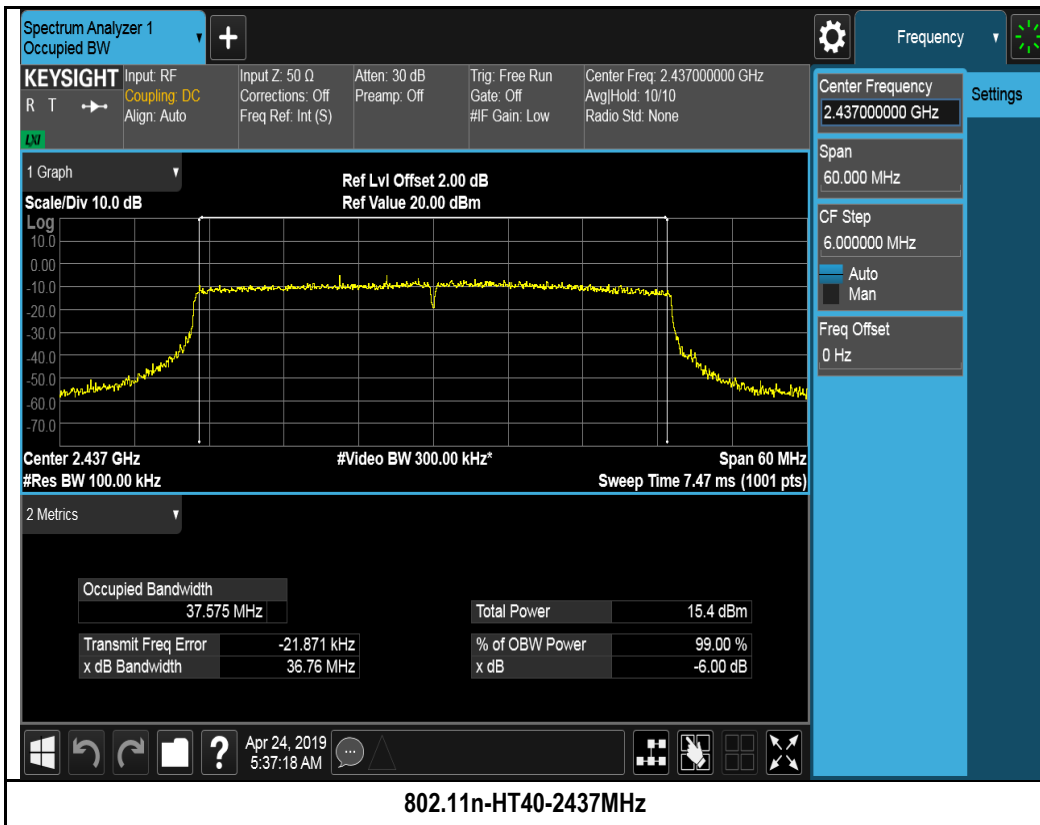 Spectrum Analyzer 1
Occupied BW
▼
+
Frequency
▼
KEYSIGHT
R T
LXI
Input: RF
Coupling: DC
Align: Auto
Input Z: 50 Ω
Corrections: Off
Freq Ref: Int (S)
Atten: 30 dB
Preamp: Off
Trig: Free Run
Gate: Off
#IF Gain: Low
Center Freq: 2.437000000 GHz
Avg|Hold: 10/10
Radio Std: None
Center Frequency
2.437000000 GHz
Settings
Span
60.000 MHz
CF Step
6.000000 MHz
Auto
Man
Freq Offset
0 Hz
1 Graph ▼
Scale/Div 10.0 dB
Ref Lvl Offset 2.00 dB
Ref Value 20.00 dBm
Log
10.0
0.00
-10.0
-20.0
-30.0
-40.0
-50.0
-60.0
-70.0
Center 2.437 GHz
#Video BW 300.00 kHz*
Span 60 MHz
#Res BW 100.00 kHz
Sweep Time 7.47 ms (1001 pts)
2 Metrics ▼
Occupied Bandwidth
37.575 MHz
Total Power 15.4 dBm
Transmit Freq Error -21.871 kHz
% of OBW Power 99.00 %
x dB Bandwidth 36.76 MHz
x dB -6.00 dB
?
Apr 24, 2019
5:37:18 AM
...
802.11n-HT40-2437MHz